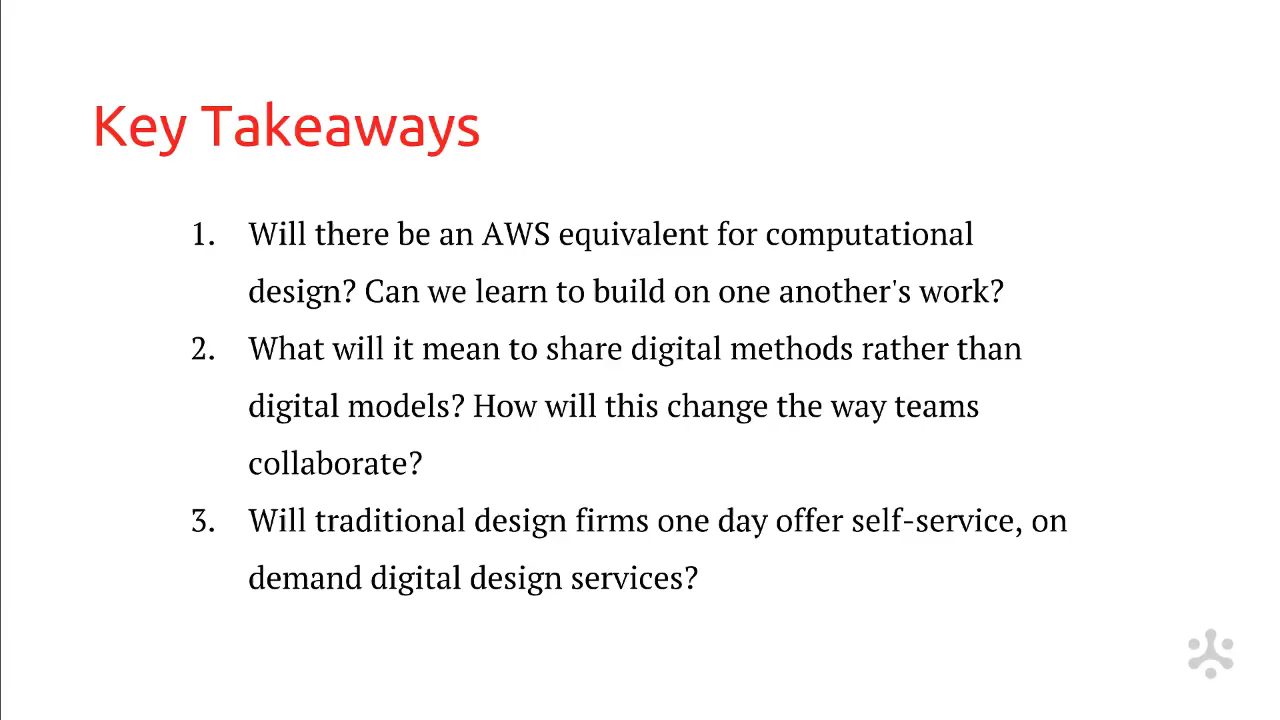 Key Takeaways
1. Will there be an AWS equivalent for computational
design? Can we learn to build on one another's work?
2. What will it mean to share digital methods rather than
digital models? How will this change the way teams
collaborate?
3. Will traditional design firms one day offer self-service, on
demand digital design services?